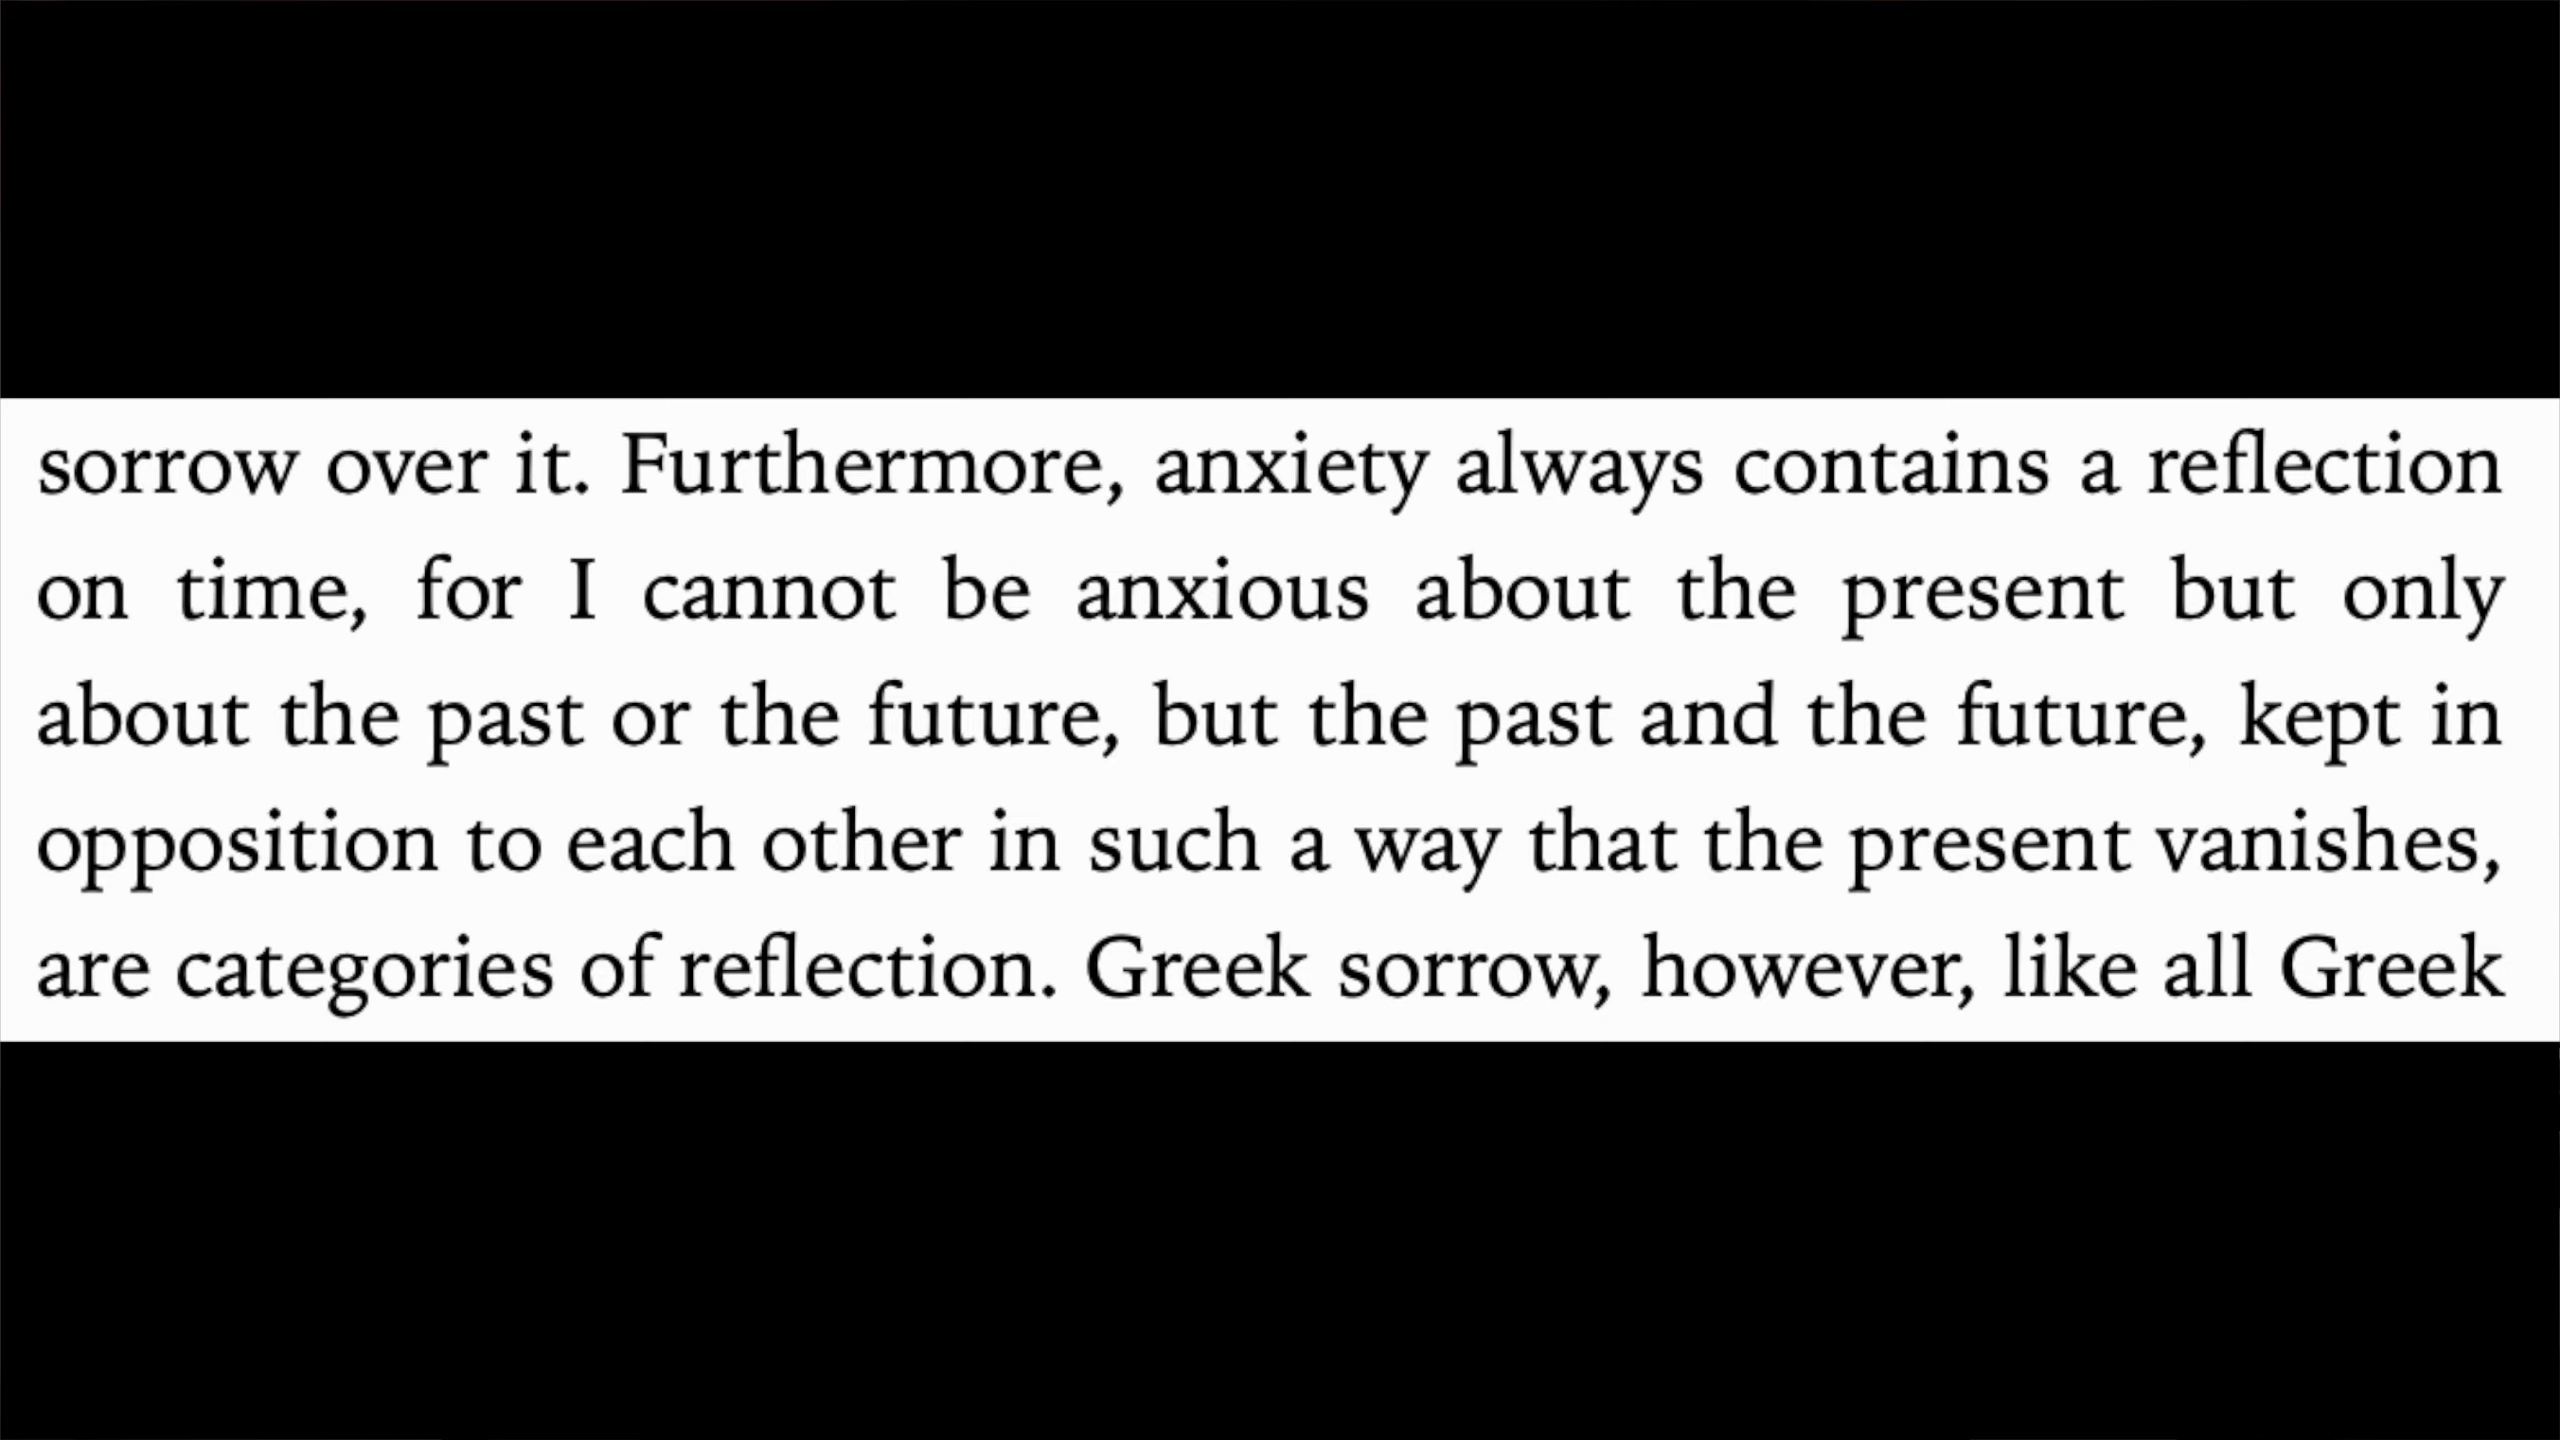 sorrow over it. Furthermore, anxiety always contains a reflection
on time, for I cannot be anxious about the present but only
about the past or the future, but the past and the future, kept in
opposition to each other in such a way that the present vanishes,
are categories of reflection. Greek sorrow, however, like all Greek